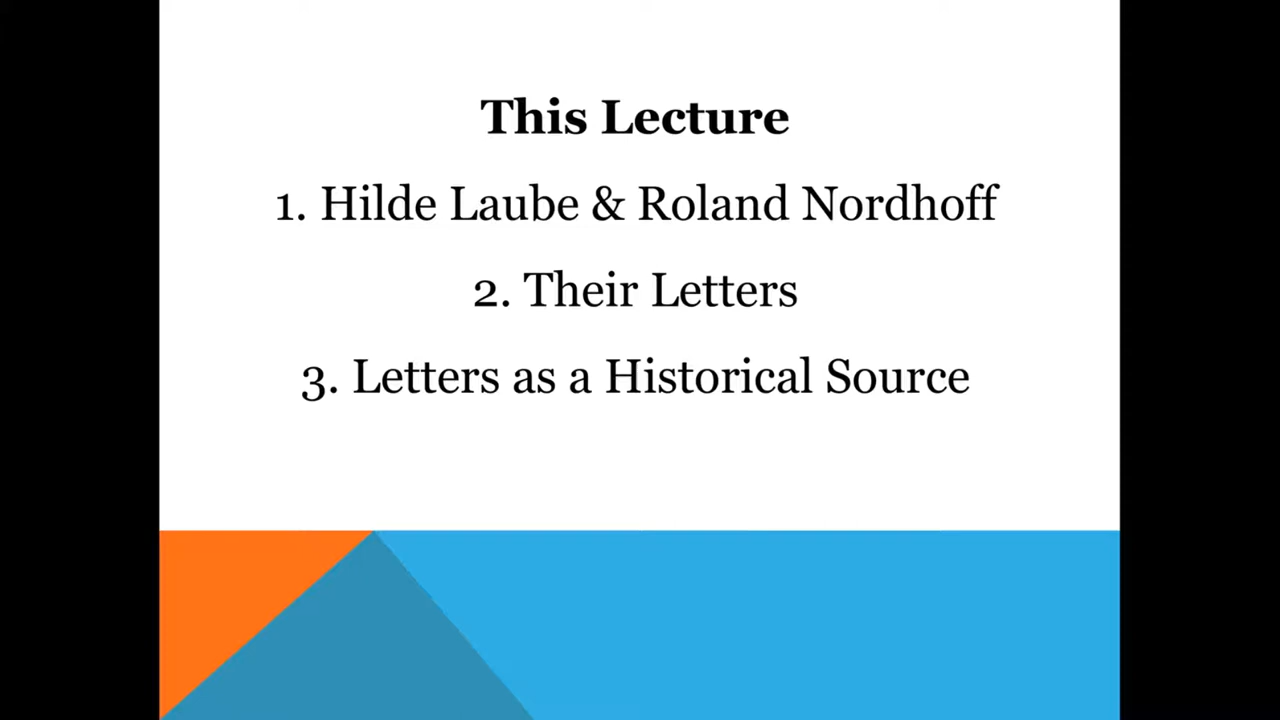 This Lecture
1. Hilde Laube & Roland Nordhoff
2. Their Letters
3. Letters as a Historical Source